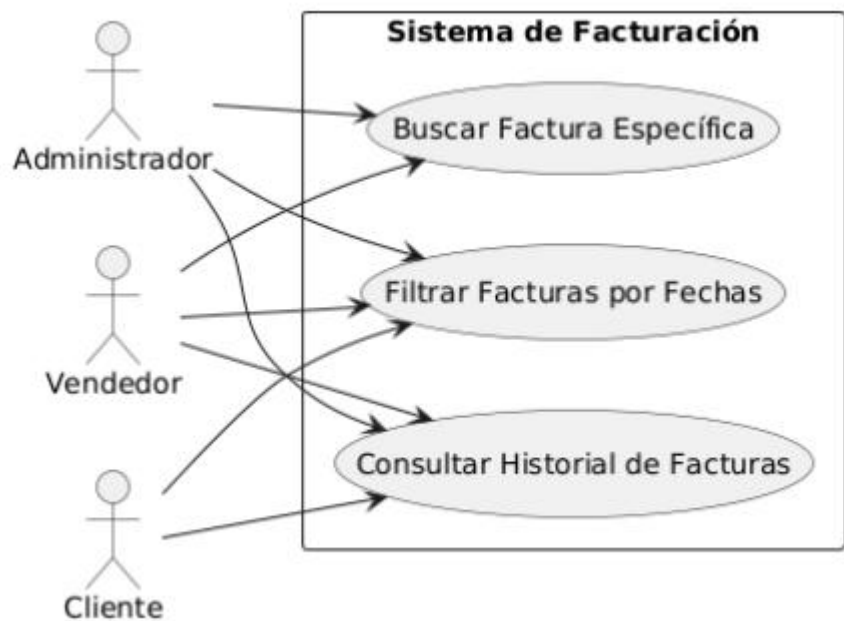 Sistema de Facturación
Administrador
Buscar Factura Específica
Vendedor
Filtrar Facturas por Fechas
Cliente
Consultar Historial de Facturas